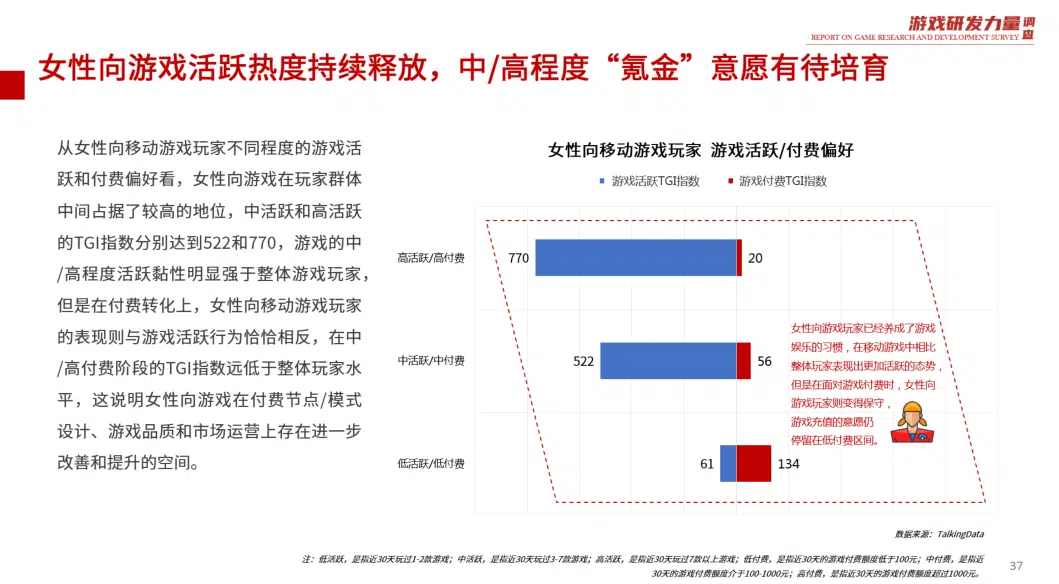 游戏研发力量调查
REPORT ON GAME RESEARCH AND DEVELOPMENT SURVEY
女性向游戏活跃热度持续释放，中/高程度“氪金”意愿有待培育
从女性向移动游戏玩家不同程度的游戏活
跃和付费偏好看，女性向游戏在玩家群体
中间占据了较高的地位，中活跃和高活跃
的TGI指数分别达到522和770，游戏的中
/高程度活跃黏性明显强于整体游戏玩家，
但是在付费转化上，女性向移动游戏玩家
的表现则与游戏活跃行为恰恰相反，在中
/高付费阶段的TGI指数远低于整体玩家水
平，这说明女性向游戏在付费节点/模式
设计、游戏品质和市场运营上存在进一步
改善和提升的空间。
女性向移动游戏玩家 游戏活跃/付费偏好
游戏活跃TGI指数 游戏付费TGI指数
高活跃/高付费 770 20
中活跃/中付费 522 56
低活跃/低付费 61 134
女性向游戏玩家已经养成了游戏
娱乐的习惯，在移动游戏中相比
整体玩家表现出更加活跃的态势，
但是在面对游戏付费时，女性向
游戏玩家则变得保守，
游戏充值的意愿仍
停留在低付费区间。
数据来源：TalkingData
注：低活跃，是指近30天玩过1-2款游戏；中活跃，是指近30天玩过3-7款游戏；高活跃，是指近30天玩过7款以上游戏；低付费，是指近30天的游戏付费额度低于100元；中付费，是指近
30天的游戏付费额度介于100-1000元；高付费，是指近30天的游戏付费额度超过1000元。
37